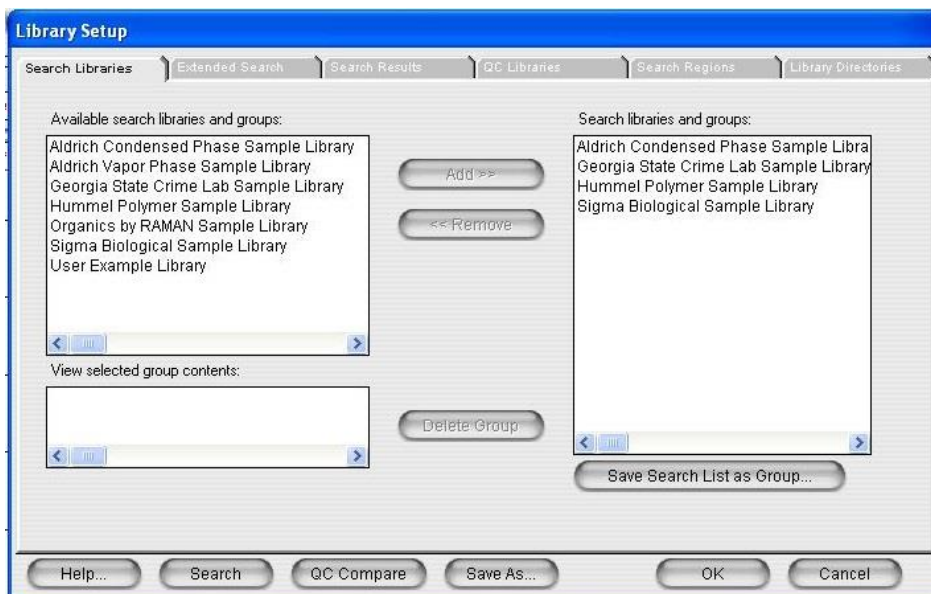 Library Setup
Search Libraries
Extended Search
Search Results
QC Libraries
Search Regions
Library Directories
Available search libraries and groups:
Aldrich Condensed Phase Sample Library
Aldrich Vapor Phase Sample Library
Georgia State Crime Lab Sample Library
Hummel Polymer Sample Library
Organics by RAMAN Sample Library
Sigma Biological Sample Library
User Example Library
View selected group contents:
Add >>
<< Remove
Delete Group
Search libraries and groups:
Aldrich Condensed Phase Sample Libra
Georgia State Crime Lab Sample Library
Hummel Polymer Sample Library
Sigma Biological Sample Library
Save Search List as Group...
Help...
Search
QC Compare
Save As...
OK
Cancel